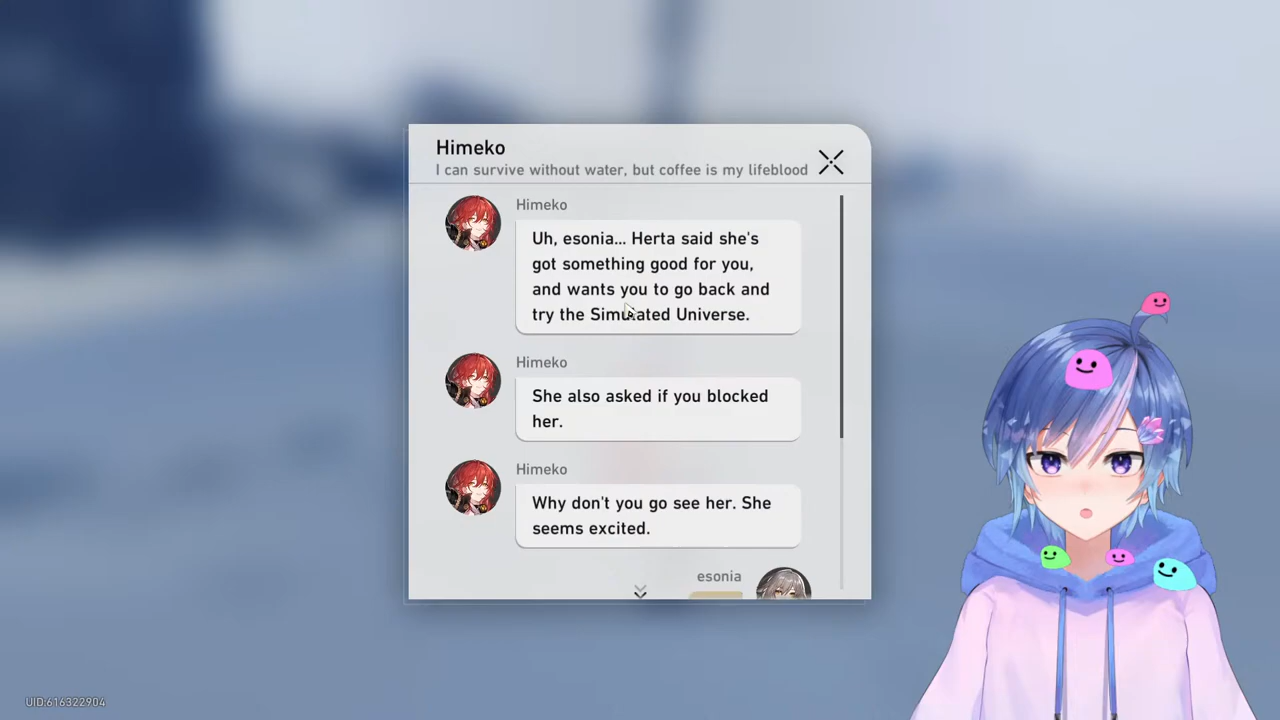 Himeko
I can survive without water, but coffee is my lifeblood
Himeko
Uh, esonia... Herta said she's
got something good for you,
and wants you to go back and
try the Simulated Universe.
Himeko
She also asked if you blocked
her.
Himeko
Why don't you go see her. She
seems excited.
esonia
UID:616322904